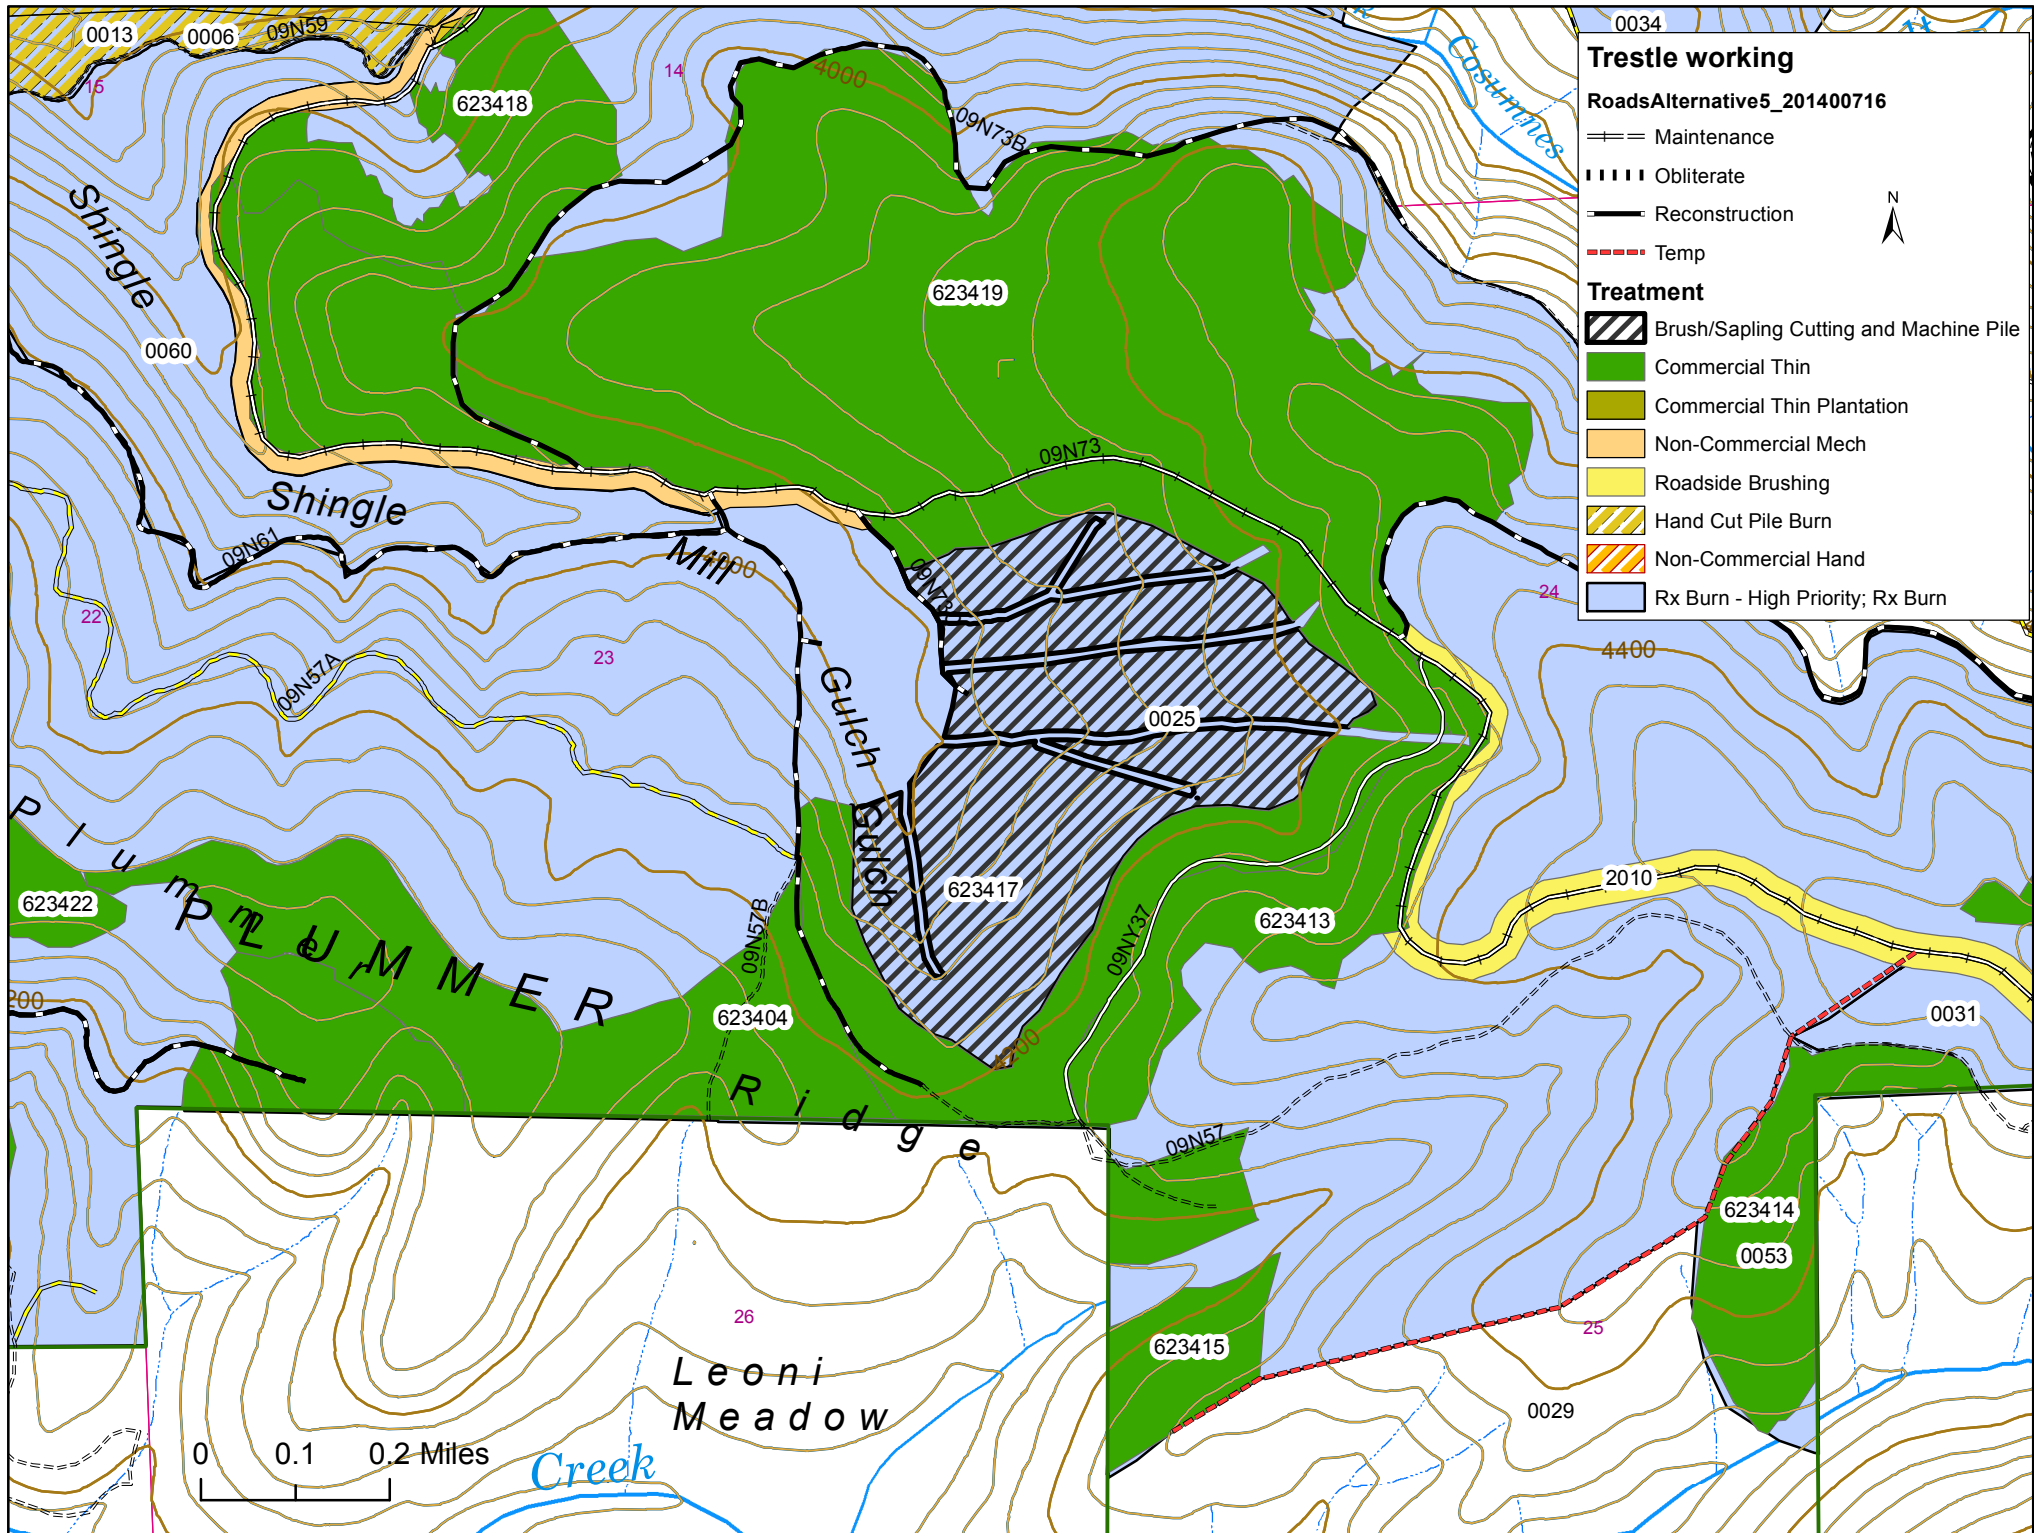 Trestle working
RoadsAlternative5_201400716
Maintenance
Obliterate
Reconstruction
Temp
N
Treatment
Brush/Sapling Cutting and Machine Pile
Commercial Thin
Commercial Thin Plantation
Non-Commercial Mech
Roadside Brushing
Hand Cut Pile Burn
Non-Commercial Hand
Rx Burn - High Priority; Rx Burn
0013
0006
09N59
0034
15
14
4000
623418
09N73B
Cosumnes
Shingle
623419
0060
09N73
Shingle
09N61
Mill
4000
22
23
24
4400
09N57A
Gulch
0025
Plummer
Gulch
623417
2010
623422
PLUMMER
09N57B
09NY37
623413
200
623404
4200
0031
Ridge
09N57
623414
0053
26
25
623415
Leoni
Meadow
0029
0 0.1 0.2 Miles
Creek